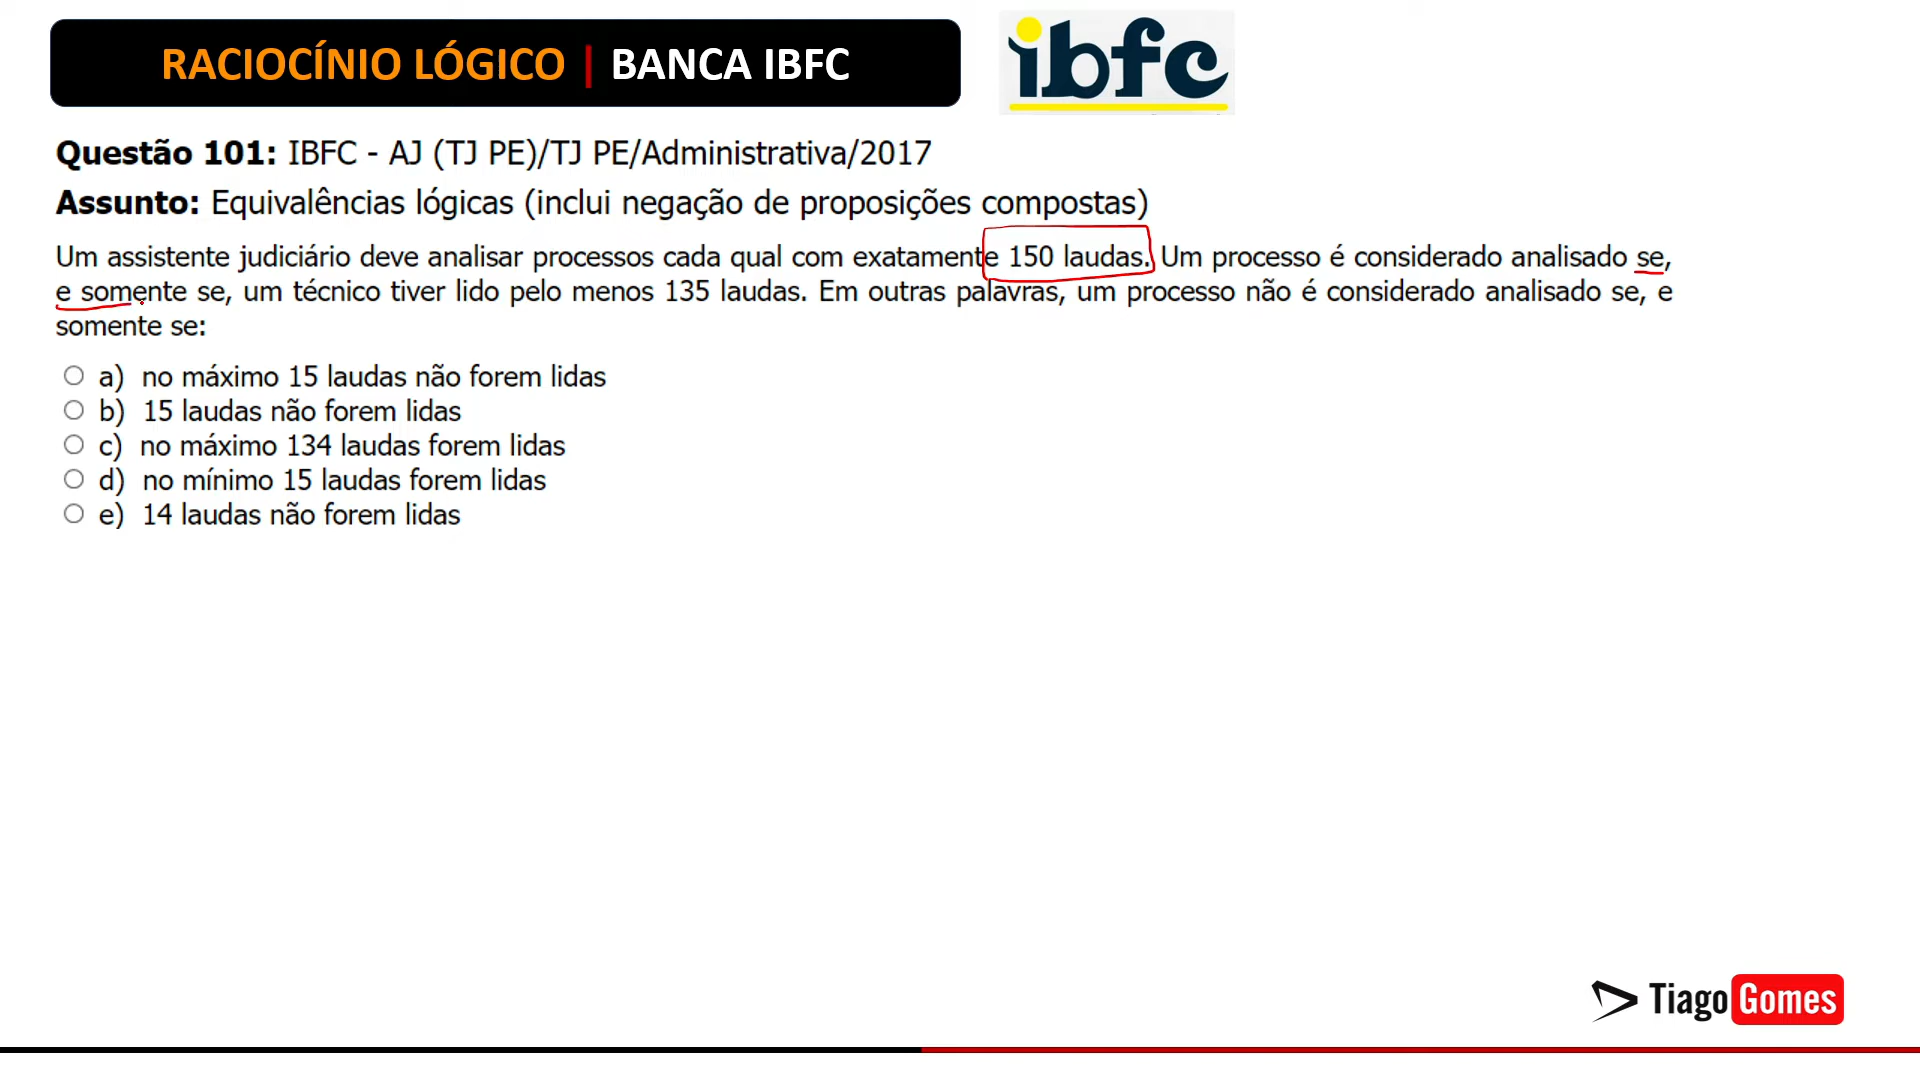 RACIOCÍNIO LÓGICO | BANCA IBFC
ibfc
Questão 101: IBFC - AJ (TJ PE)/TJ PE/Administrativa/2017
Assunto: Equivalências lógicas (inclui negação de proposições compostas)
Um assistente judiciário deve analisar processos cada qual com exatamente 150 laudas. Um processo é considerado analisado se,
e somente se, um técnico tiver lido pelo menos 135 laudas. Em outras palavras, um processo não é considerado analisado se, e
somente se:
a) no máximo 15 laudas não forem lidas
b) 15 laudas não forem lidas
c) no máximo 134 laudas forem lidas
d) no mínimo 15 laudas forem lidas
e) 14 laudas não forem lidas
Tiago Gomes